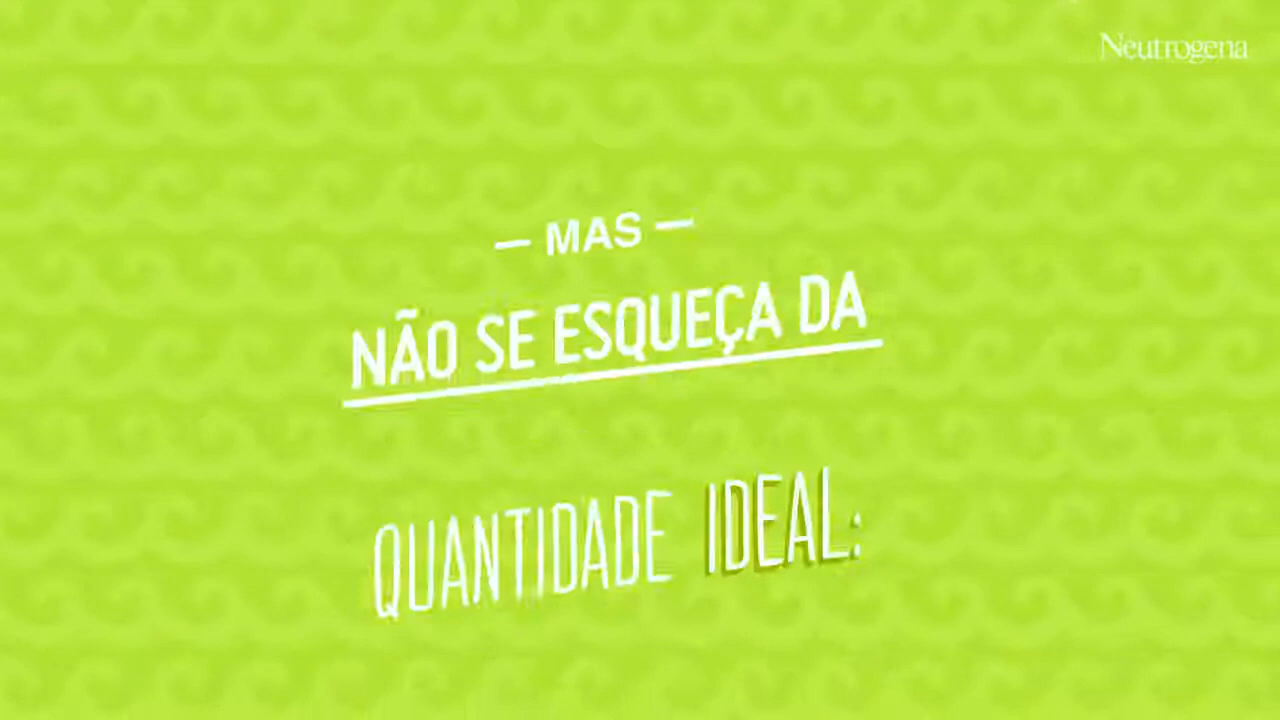 Neutrogena
— MAS —
NÃO SE ESQUEÇA DA
QUANTIDADE IDEAL: